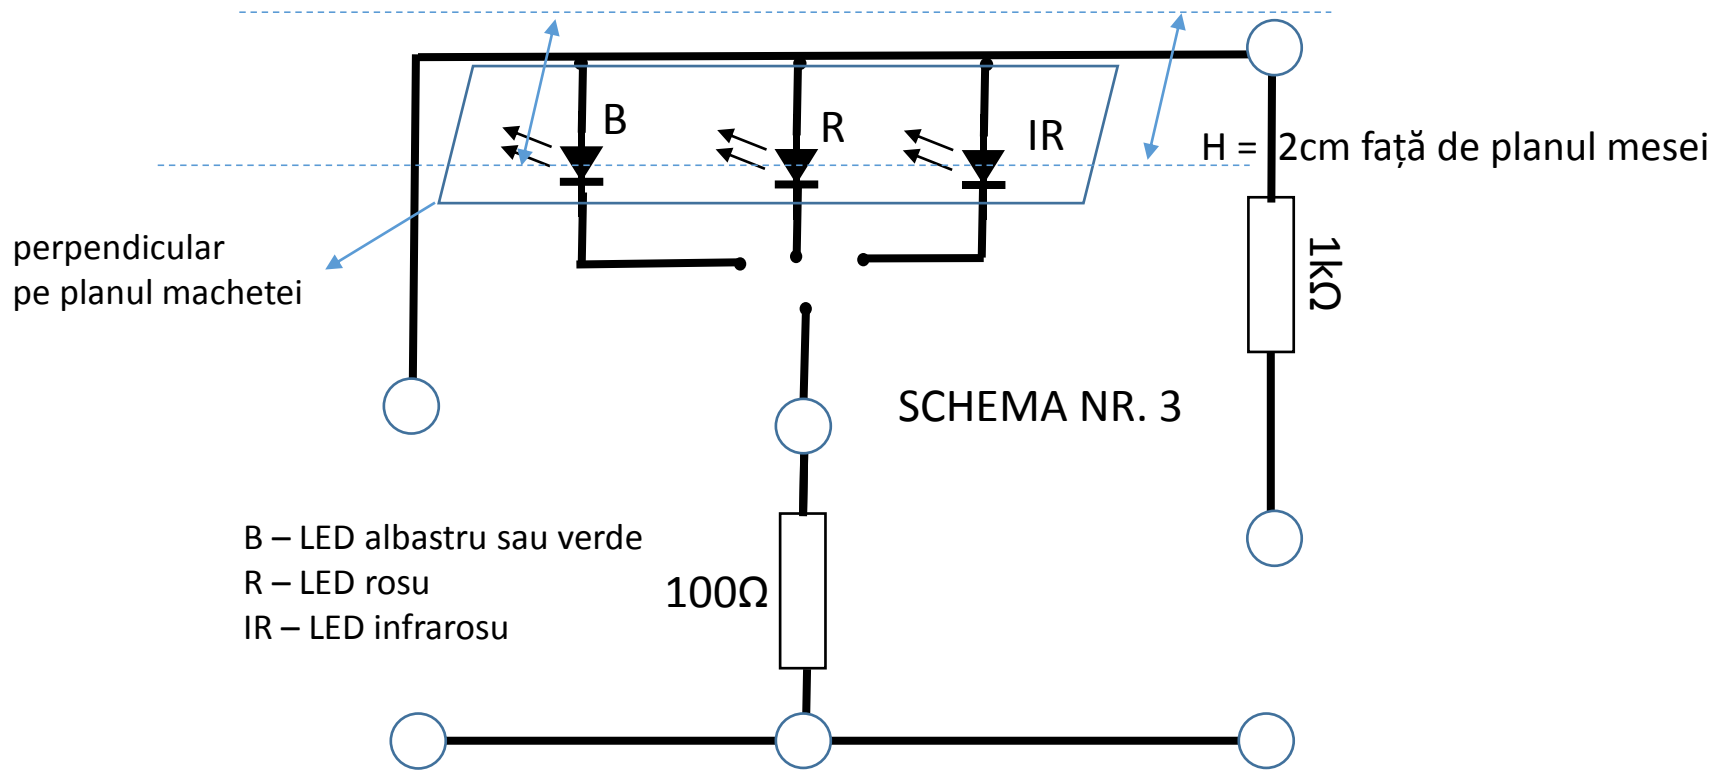 B
R
IR
H = 2cm față de planul mesei
perpendicular
pe planul machetei
1kΩ
SCHEMA NR. 3
B – LED albastru sau verde
R – LED rosu
IR – LED infrarosu
100Ω